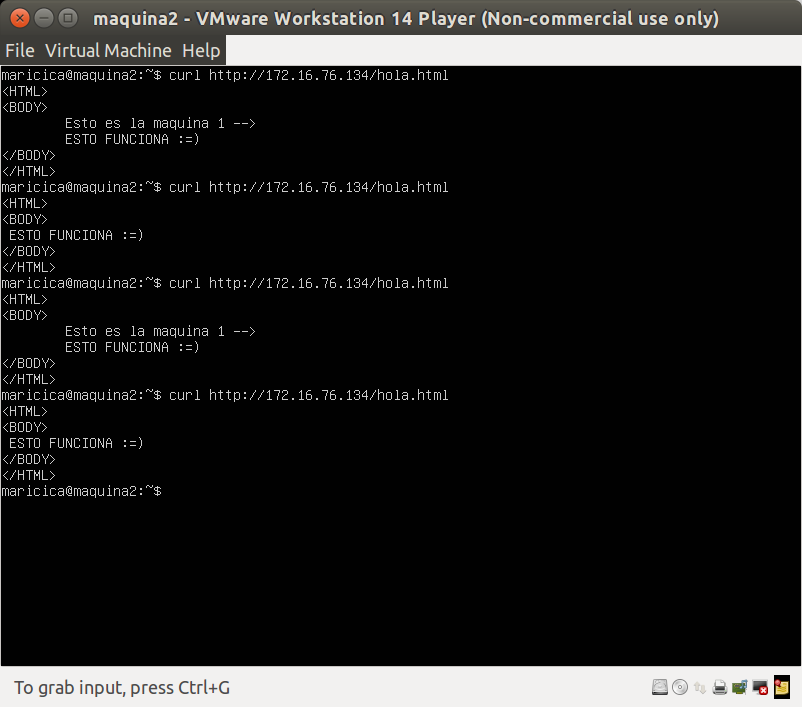 maquina2 - VMware Workstation 14 Player (Non-commercial use only)
File Virtual Machine Help
maricica@maquina2:~$ curl http://172.16.76.134/hola.html
<HTML>
<BODY>
        Esto es la maquina 1 -->
        ESTO FUNCIONA :=)
</BODY>
</HTML>
maricica@maquina2:~$ curl http://172.16.76.134/hola.html
<HTML>
<BODY>
 ESTO FUNCIONA :=)
</BODY>
</HTML>
maricica@maquina2:~$ curl http://172.16.76.134/hola.html
<HTML>
<BODY>
        Esto es la maquina 1 -->
        ESTO FUNCIONA :=)
</BODY>
</HTML>
maricica@maquina2:~$ curl http://172.16.76.134/hola.html
<HTML>
<BODY>
 ESTO FUNCIONA :=)
</BODY>
</HTML>
maricica@maquina2:~$
To grab input, press Ctrl+G